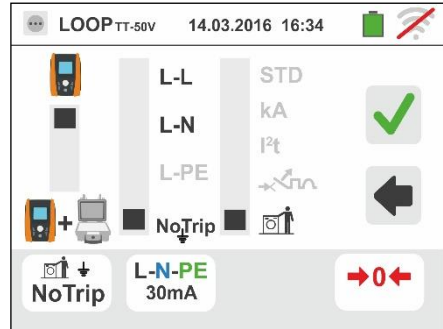 LOOP TT-50V 14.03.2016 16:34
L-L STD
L-N kA
I²t
L-PE
NoTrip
NoTrip
L-N-PE
30mA
→0←